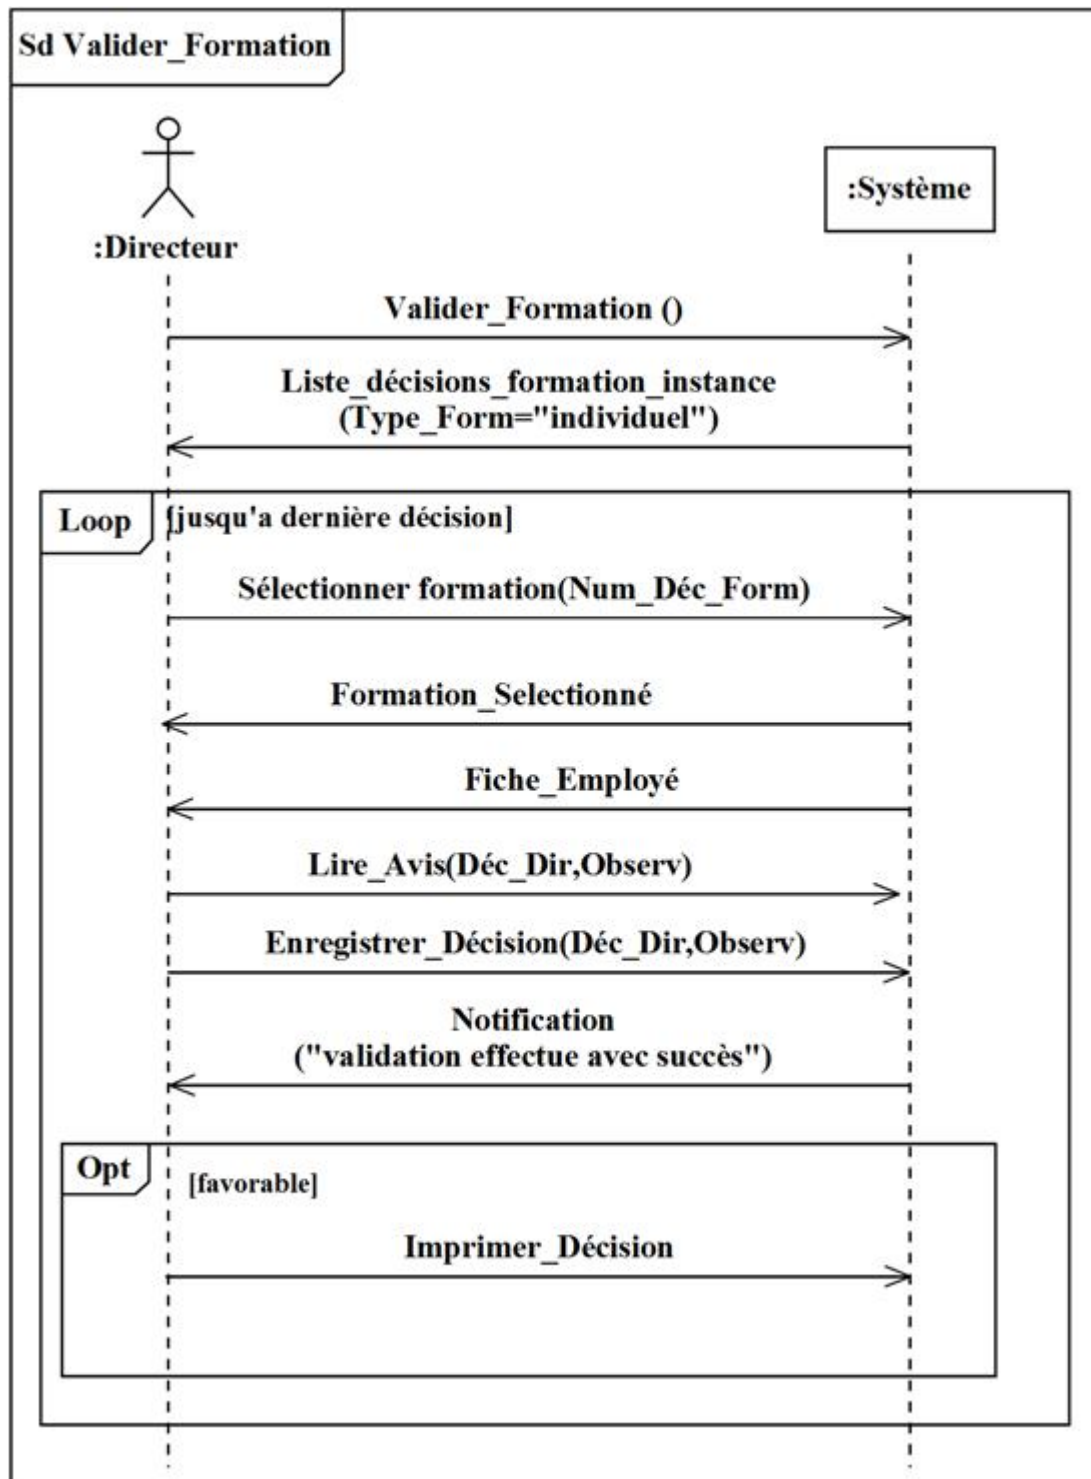 Sd Valider_Formation
:Directeur
:Système
Valider_Formation ()
Liste_décisions_formation_instance
(Type_Form="individuel")
Loop
[jusqu'a dernière décision]
Sélectionner formation(Num_Déc_Form)
Formation_Selectionné
Fiche_Employé
Lire_Avis(Déc_Dir,Observ)
Enregistrer_Décision(Déc_Dir,Observ)
Notification
("validation effectue avec succès")
Opt
[favorable]
Imprimer_Décision